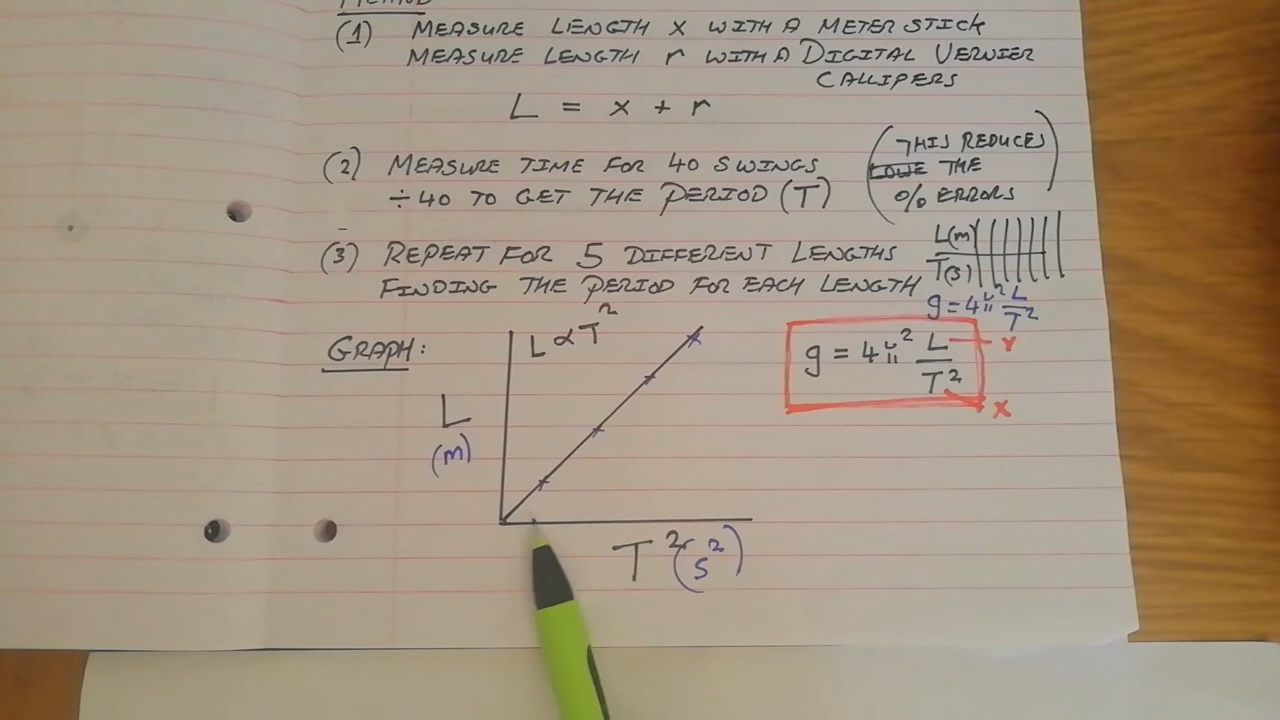 METHOD
(1) MEASURE LENGTH x WITH A METER STICK
MEASURE LENGTH r WITH A DIGITAL VERNIER
CALLIPERS
L = x + r
(2) MEASURE TIME FOR 40 SWINGS
÷ 40 TO GET THE PERIOD (T)
(THIS REDUCES
THE
% ERRORS)
(3) REPEAT FOR 5 DIFFERENT LENGTHS
FINDING THE PERIOD FOR EACH LENGTH
L(m)
T(s)
g = 4π² L/T²
GRAPH:
L ∝ T²
g = 4π² L/T²
Y
X
L
(m)
T² (s²)